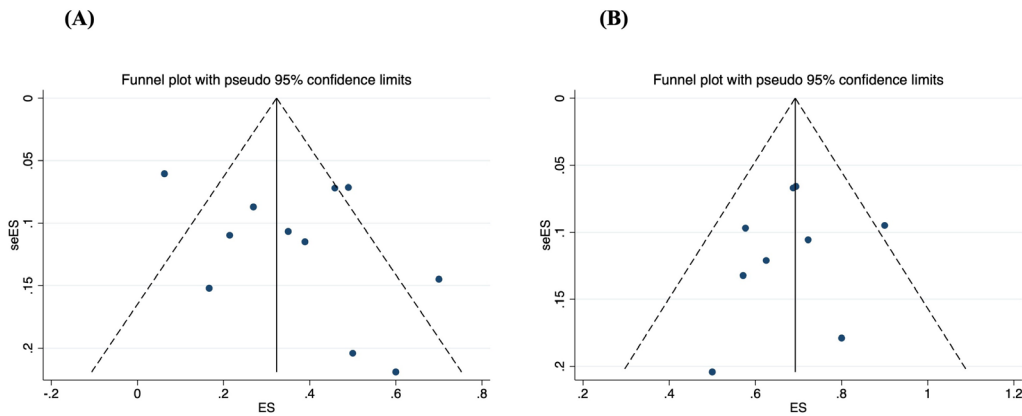 (A)
(B)
Funnel plot with pseudo 95% confidence limits
0
.05
.1
.15
.2
seES
-.2
0
.2
.4
.6
.8
ES
Funnel plot with pseudo 95% confidence limits
0
.05
.1
.15
.2
seES
.2
.4
.6
.8
1
1.2
ES